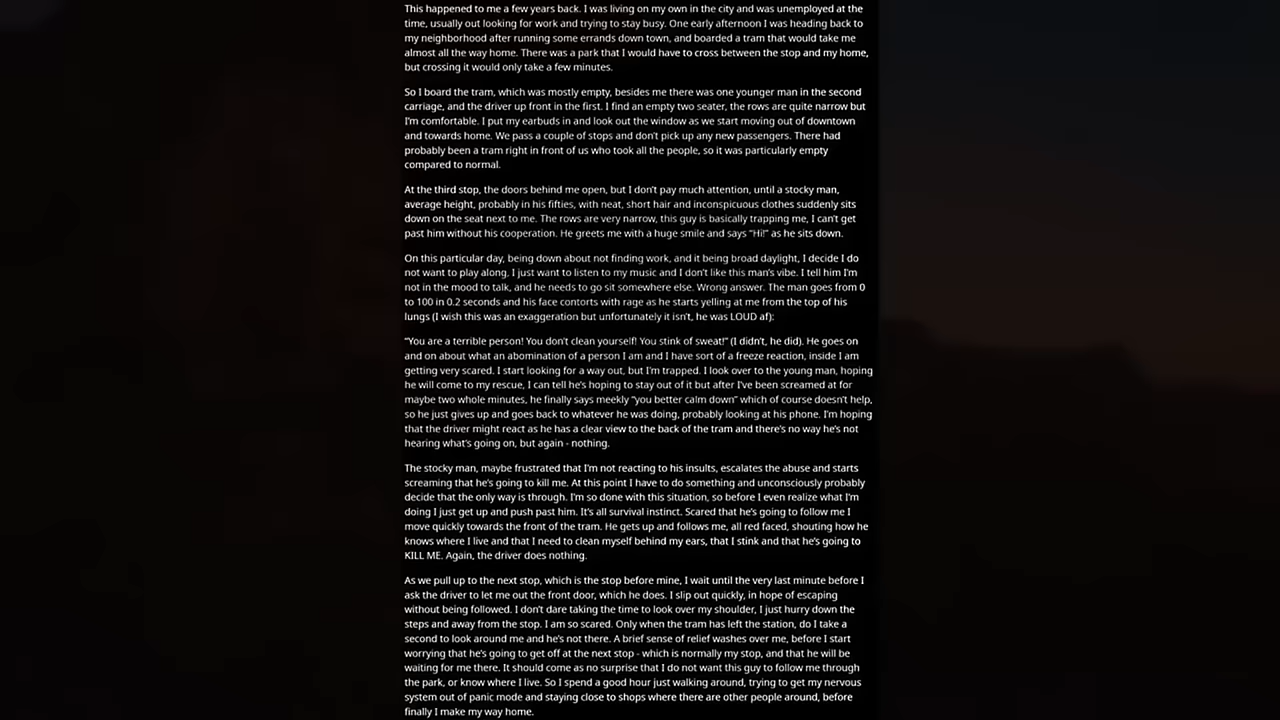 This happened to me a few years back. I was living on my own in the city and was unemployed at the
time, usually out looking for work and trying to stay busy. One early afternoon I was heading back to
my neighborhood after running some errands down town, and boarded a tram that would take me
almost all the way home. There was a park that I would have to cross between the stop and my home,
but crossing it would only take a few minutes.
So I board the tram, which was mostly empty, besides me there was one younger man in the second
carriage, and the driver up front in the first. I find an empty two seater, the rows are quite narrow but
I'm comfortable. I put my earbuds in and look out the window as we start moving out of downtown
and towards home. We pass a couple of stops and don't pick up any new passengers. There had
probably been a tram right in front of us who took all the people, so it was particularly empty
compared to normal.
At the third stop, the doors behind me open, but I don't pay much attention, until a stocky man,
average height, probably in his fifties, with neat, short hair and inconspicuous clothes suddenly sits
down on the seat next to me. The rows are very narrow, this guy is basically trapping me, I can't get
past him without his cooperation. He greets me with a huge smile and says "Hi!" as he sits down.
On this particular day, being down about not finding work, and it being broad daylight, I decide I do
not want to play along. I just want to listen to my music and I don't like this man's vibe. I tell him I'm
not in the mood to talk, and he needs to go sit somewhere else. Wrong answer. The man goes from 0
to 100 in 0.2 seconds and his face contorts with rage as he starts yelling at me from the top of his
lungs (I wish this was an exaggeration but unfortunately it isn't, he was LOUD af):
"You are a terrible person! You don't clean yourself! You stink of sweat!" (I didn't, he did). He goes on
and on about what an abomination of a person I am and I have sort of a freeze reaction, inside I am
getting very scared. I start looking for a way out, but I'm trapped. I look over to the young man, hoping
he will come to my rescue, I can tell he's hoping to stay out of it but after I've been screamed at for
maybe two whole minutes, he finally says meekly "you better calm down" which of course doesn't help,
so he just gives up and goes back to whatever he was doing, probably looking at his phone. I'm hoping
that the driver might react as he has a clear view to the back of the tram and there's no way he's not
hearing what's going on, but again - nothing.
The stocky man, maybe frustrated that I'm not reacting to his insults, escalates the abuse and starts
screaming that he's going to kill me. At this point I have to do something and unconsciously probably
decide that the only way is through. I'm so done with this situation, so before I even realize what I'm
doing I just get up and push past him. It's all survival instinct. Scared that he's going to follow me I
move quickly towards the front of the tram. He gets up and follows me, all red faced, shouting how he
knows where I live and that I need to clean myself behind my ears, that I stink and that he's going to
KILL ME. Again, the driver does nothing.
As we pull up to the next stop, which is the stop before mine, I wait until the very last minute before I
ask the driver to let me out the front door, which he does. I slip out quickly, in hope of escaping
without being followed. I don't dare taking the time to look over my shoulder, I just hurry down the
steps and away from the stop. I am so scared. Only when the tram has left the station, do I take a
second to look around me and he's not there. A brief sense of relief washes over me, before I start
worrying that he's going to get off at the next stop - which is normally my stop, and that he will be
waiting for me there. It should come as no surprise that I do not want this guy to follow me through
the park, or know where I live. So I spend a good hour just walking around, trying to get my nervous
system out of panic mode and staying close to shops where there are other people around, before
finally I make my way home.